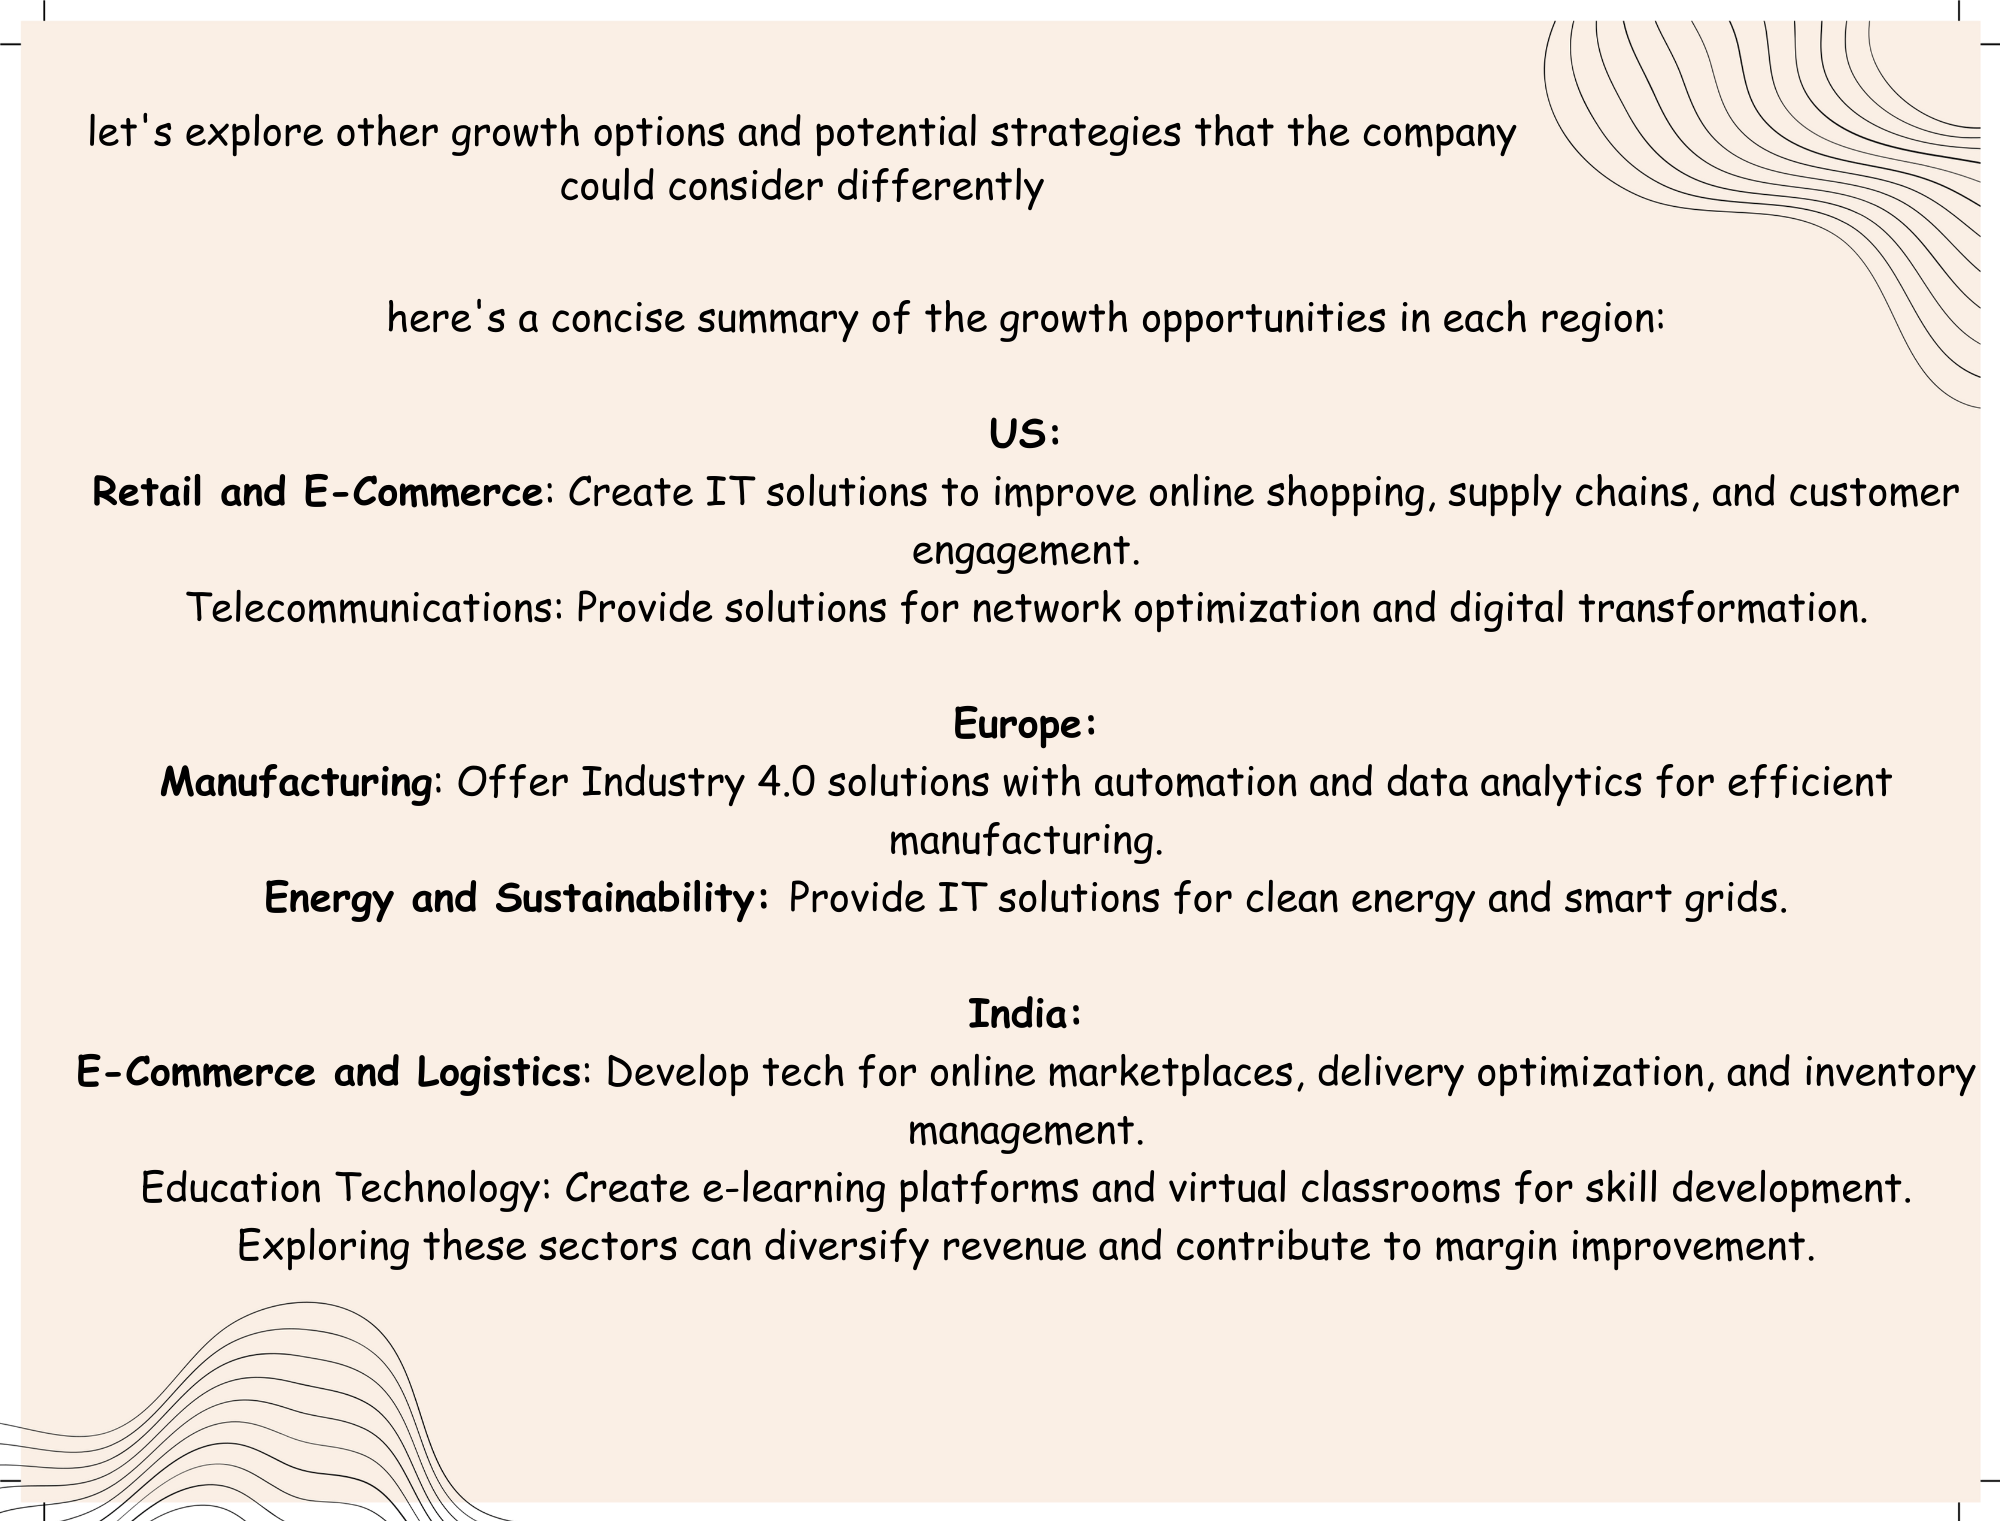 let's explore other growth options and potential strategies that the company
could consider differently
here's a concise summary of the growth opportunities in each region:
US:
Retail and E-Commerce: Create IT solutions to improve online shopping, supply chains, and customer
engagement.
Telecommunications: Provide solutions for network optimization and digital transformation.
Europe:
Manufacturing: Offer Industry 4.0 solutions with automation and data analytics for efficient
manufacturing.
Energy and Sustainability: Provide IT solutions for clean energy and smart grids.
India:
E-Commerce and Logistics: Develop tech for online marketplaces, delivery optimization, and inventory
management.
Education Technology: Create e-learning platforms and virtual classrooms for skill development.
Exploring these sectors can diversify revenue and contribute to margin improvement.